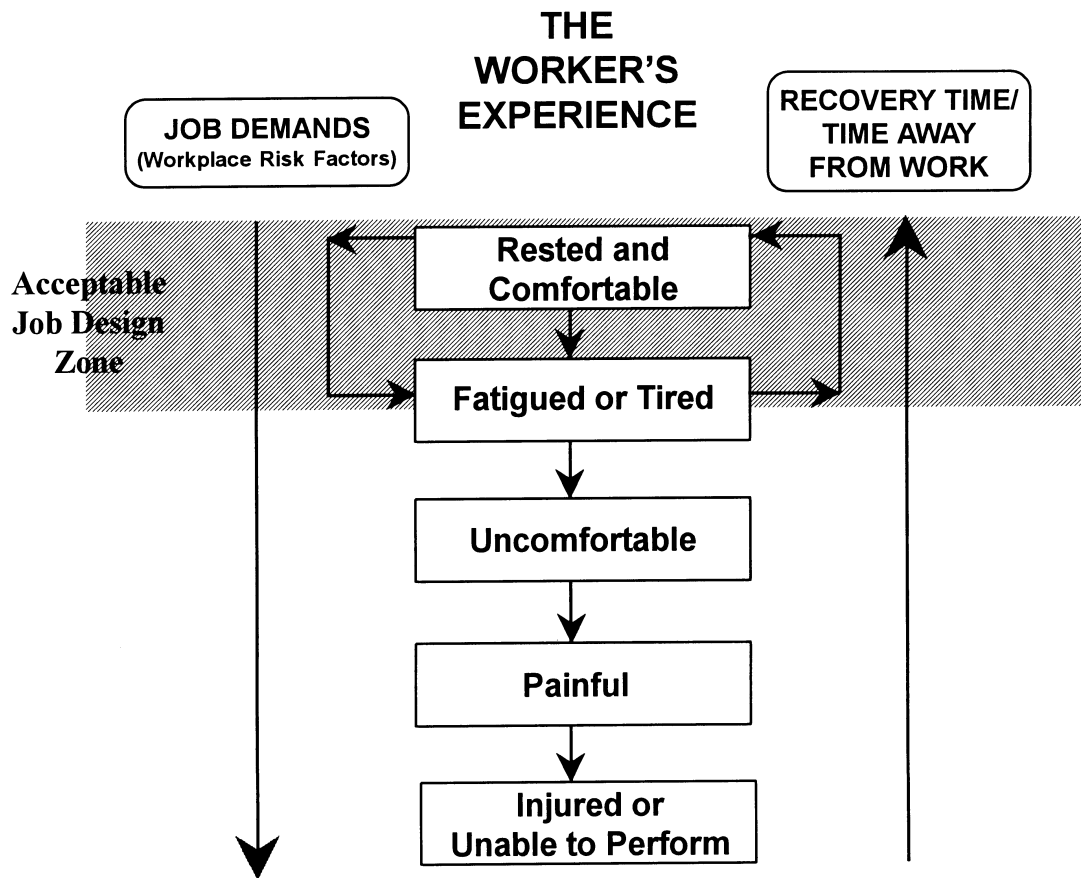 THE
WORKER'S
EXPERIENCE
JOB DEMANDS
(Workplace Risk Factors)
RECOVERY TIME/
TIME AWAY
FROM WORK
Acceptable
Job Design
Zone
Rested and
Comfortable
Fatigued or Tired
Uncomfortable
Painful
Injured or
Unable to Perform